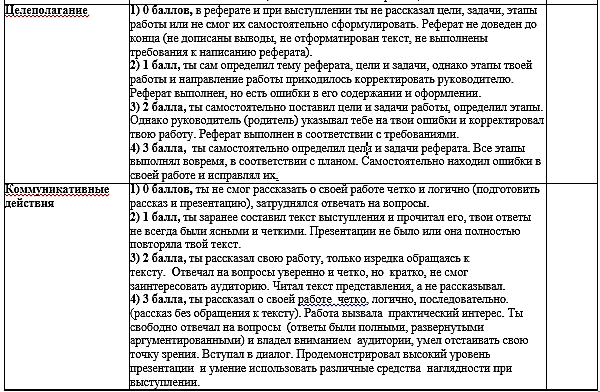 Целеполагание
1) 0 баллов, в реферате и при выступлении ты не рассказал цели, задачи, этапы
работы или не смог их самостоятельно сформулировать. Реферат не доведен до
конца (не дописаны выводы, не отформатирован текст, не выполнены
требования к написанию реферата).
2) 1 балл, ты сам определил тему реферата, цели и задачи, однако этапы твоей
работы и направление работы приходилось корректировать руководителю.
Реферат выполнен, но есть ошибки в его содержании и оформлении.
3) 2 балла, ты самостоятельно поставил цели и задачи работы, определил этапы.
Однако руководитель (родитель) указывал тебе на твои ошибки и корректировал
твою работу. Реферат выполнен в соответствии с требованиями.
4) 3 балла, ты самостоятельно определил цели и задачи реферата. Все этапы
выполнял вовремя, в соответствии с планом. Самостоятельно находил ошибки в
своей работе и исправлял их.
Коммуникативные
действия
1) 0 баллов, ты не смог рассказать о своей работе четко и логично (подготовить
рассказ и презентацию), затруднялся отвечать на вопросы.
2) 1 балл, ты заранее составил текст выступления и прочитал его, твои ответы
не всегда были ясными и четкими. Презентации не было или она полностью
повторяла твой текст.
3) 2 балла, ты рассказал свою работу, только изредка обращаясь к
тексту. Отвечал на вопросы уверенно и четко, но кратко, не смог
заинтересовать аудиторию. Читал текст представления, а не рассказывал.
4) 3 балла, ты рассказал о своей работе четко, логично, последовательно.
(рассказ без обращения к тексту). Работа вызвала практический интерес. Ты
свободно отвечал на вопросы (ответы были полными, развернутыми
аргументированными) и владел вниманием аудитории, умел отстаивать свою
точку зрения. Вступал в диалог. Продемонстрировал высокий уровень
презентации и умение использовать различные средства наглядности при
выступлении.